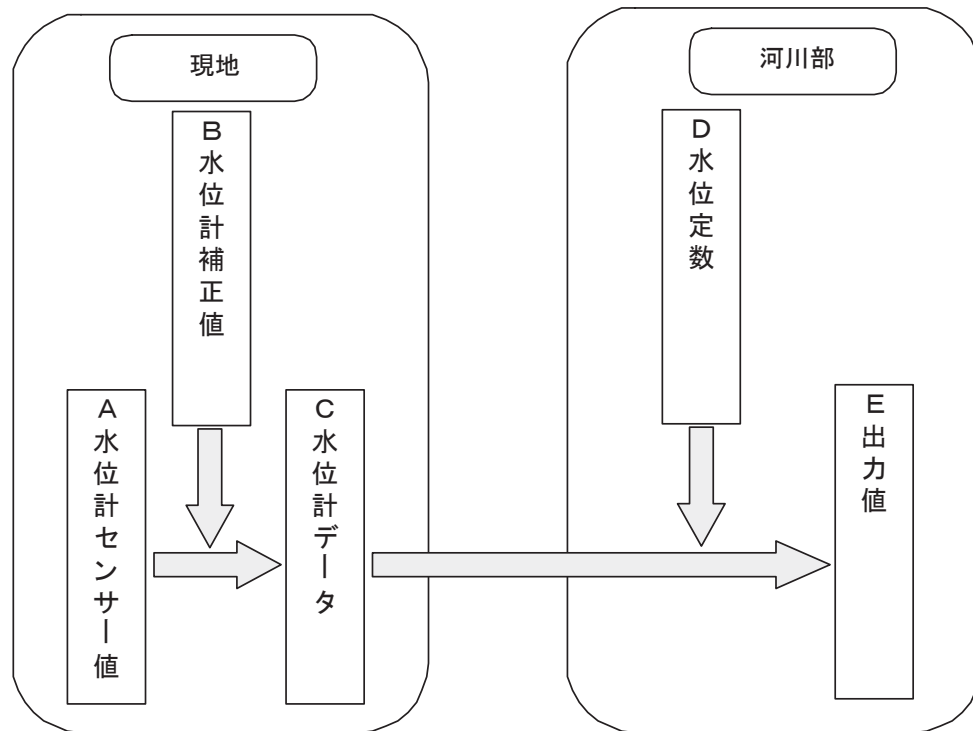 現地
河川部
B水位計補正値
D水位定数
A水位計センサー値
C水位計データ
E出力値